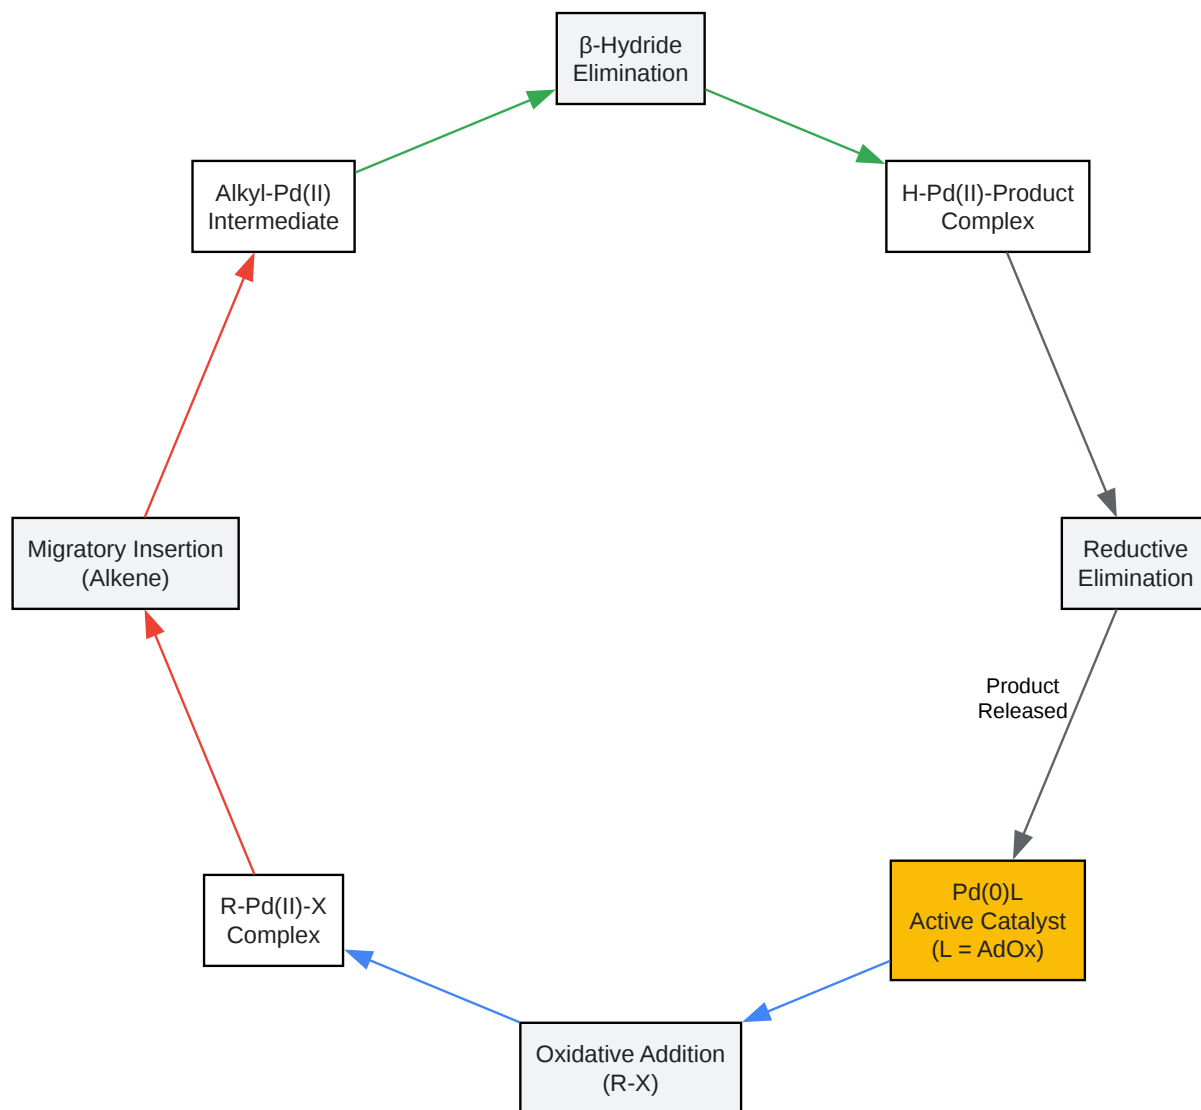 β-Hydride
Elimination
Alkyl-Pd(II)
Intermediate
H-Pd(II)-Product
Complex
Migratory Insertion
(Alkene)
Reductive
Elimination
Product
Released
R-Pd(II)-X
Complex
Pd(0)L
Active Catalyst
(L = AdOx)
Oxidative Addition
(R-X)